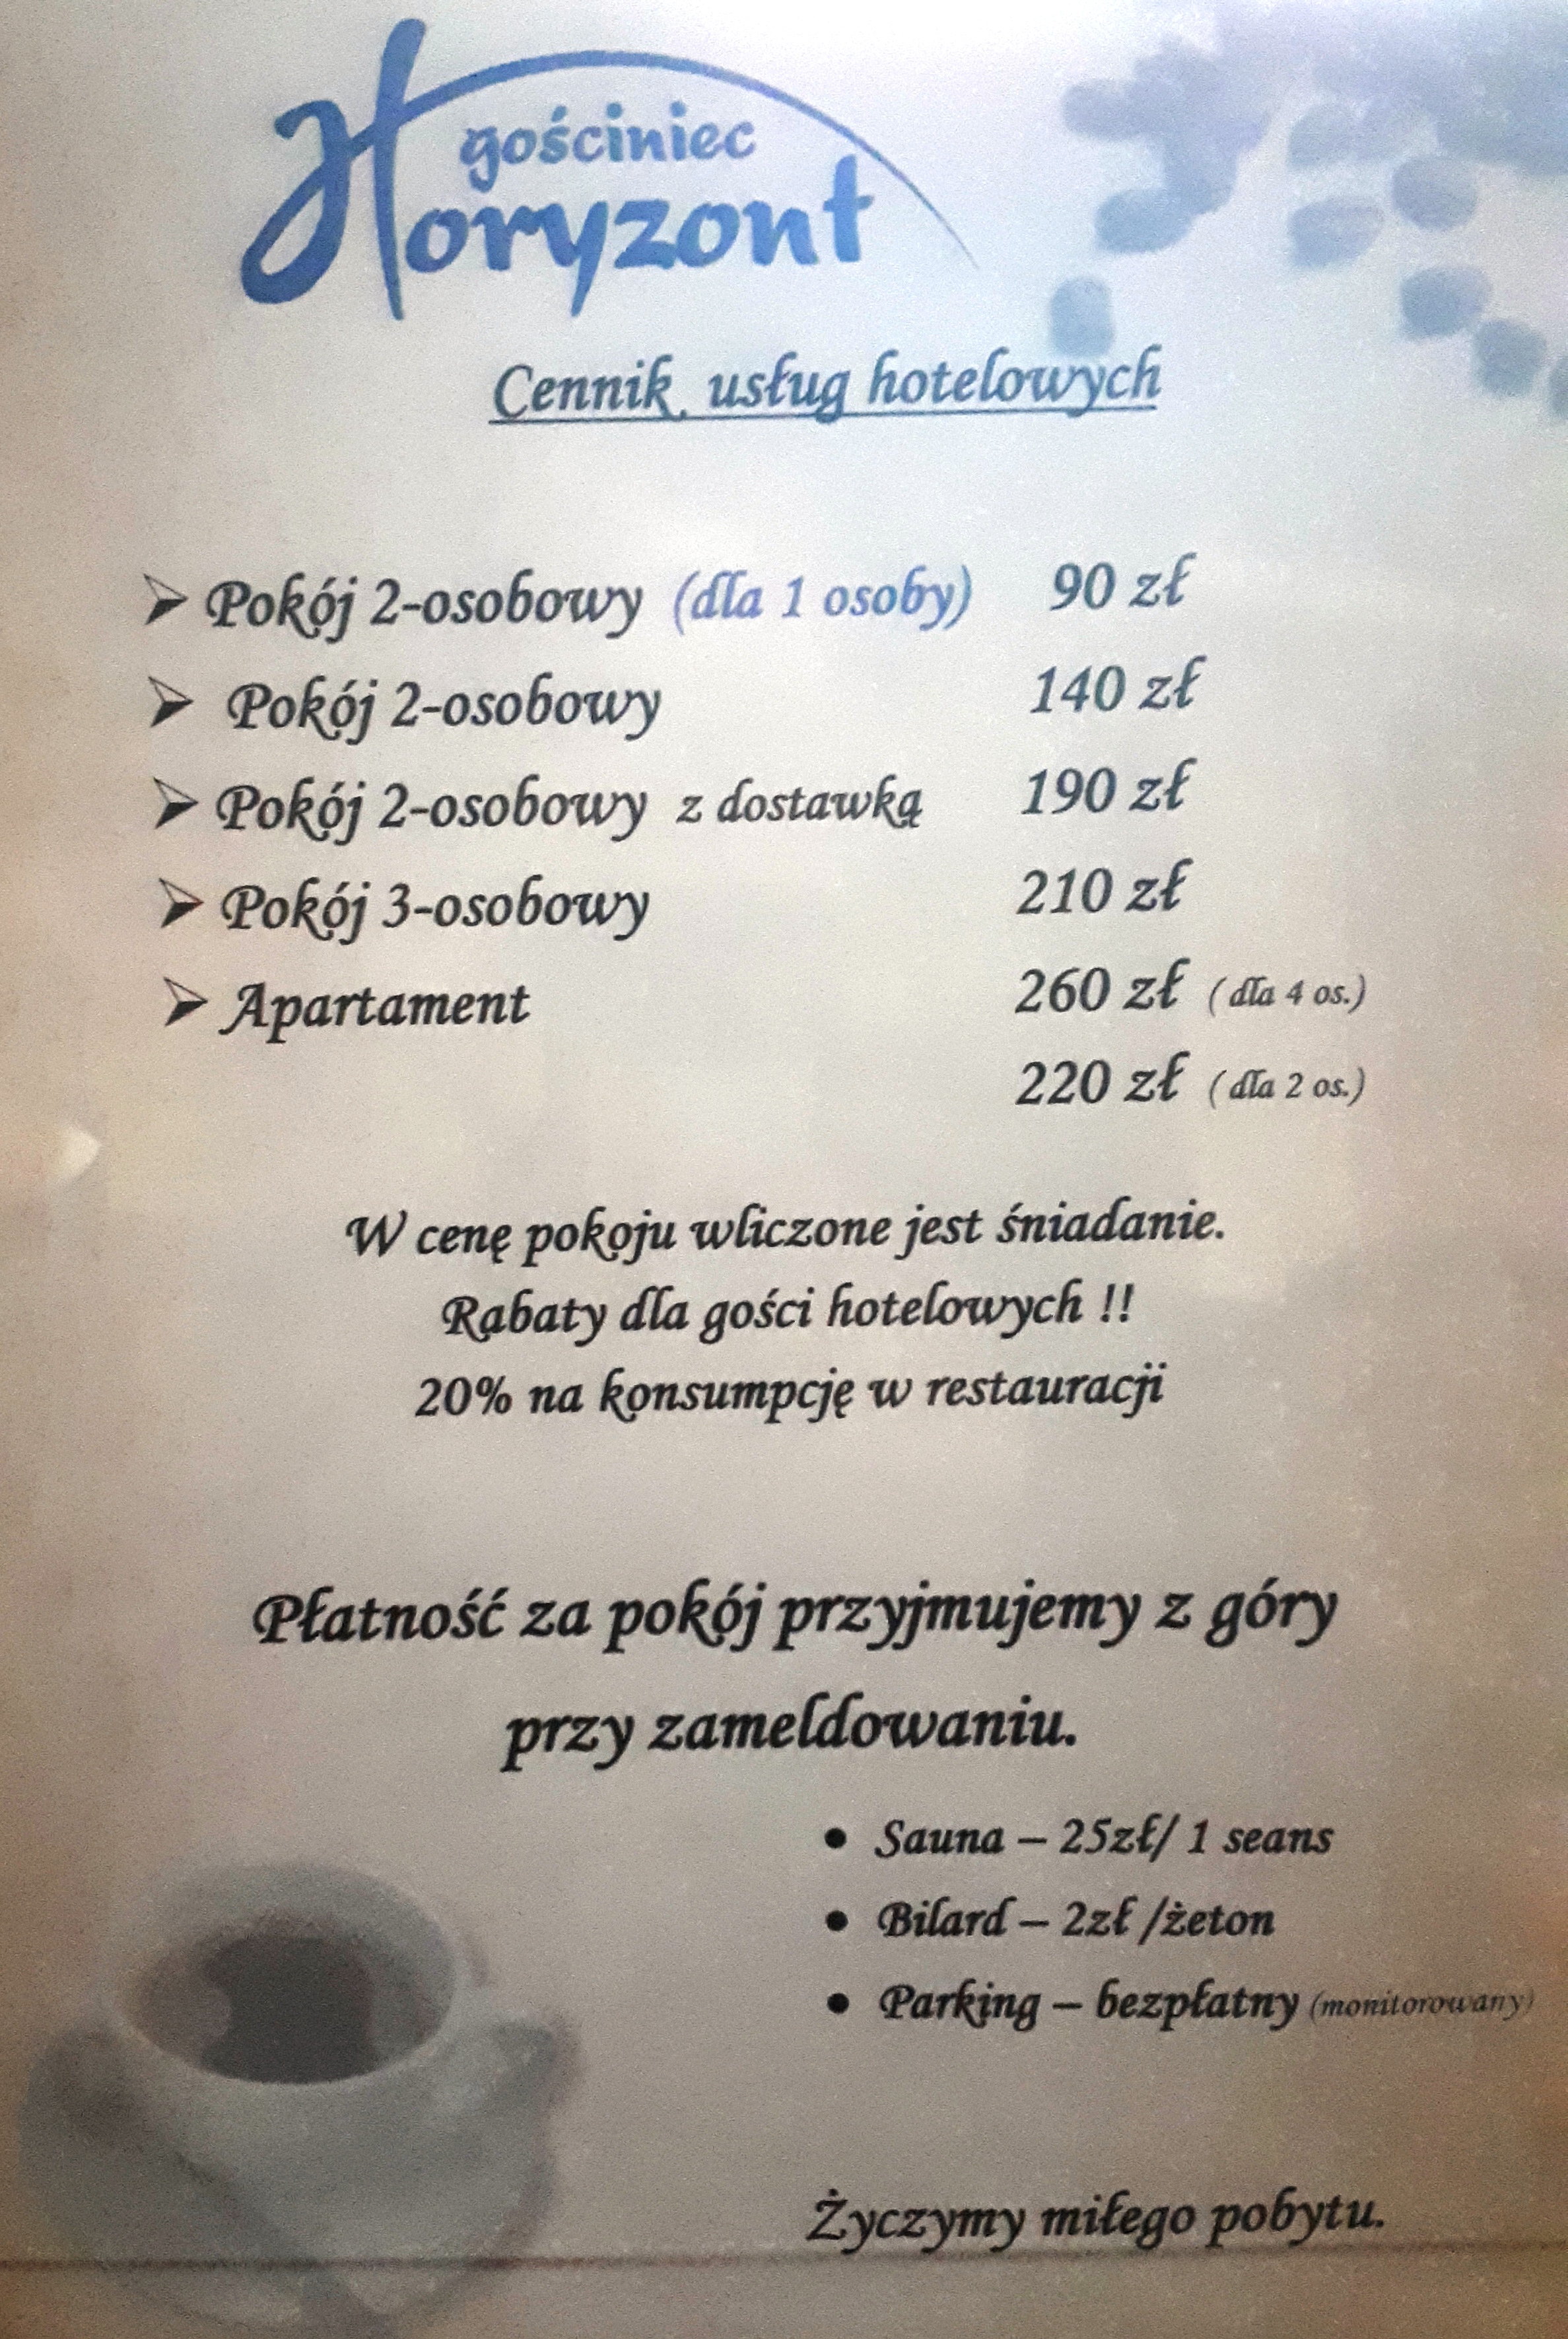 gościniec
Horyzont
Cennik usług hotelowych
➢ Pokój 2-osobowy (dla 1 osoby) 90 zł
➢ Pokój 2-osobowy 140 zł
➢ Pokój 2-osobowy z dostawką 190 zł
➢ Pokój 3-osobowy 210 zł
➢ Apartament 260 zł ( dla 4 os.)
220 zł ( dla 2 os.)
W cenę pokoju wliczone jest śniadanie.
Rabaty dla gości hotelowych !!
20% na konsumpcję w restauracji
Płatność za pokój przyjmujemy z góry
przy zameldowaniu.
• Sauna – 25zł/ 1 seans
• Bilard – 2zł /żeton
• Parking – bezpłatny (monitorowany)
Życzymy miłego pobytu.